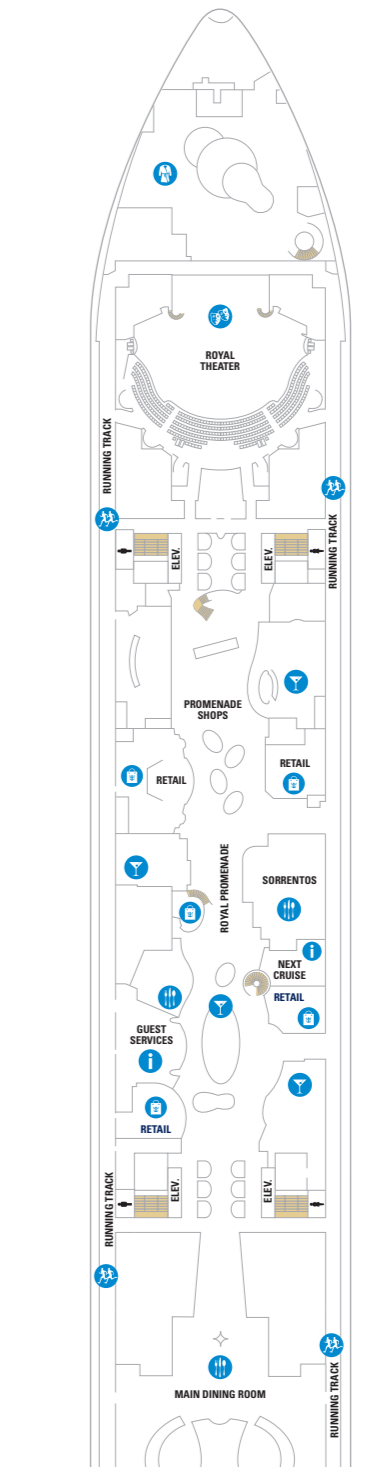 ROYAL
THEATER
RUNNING TRACK
RUNNING TRACK
ELEV.
ELEV.
PROMENADE
SHOPS
RETAIL
RETAIL
ROYAL PROMENADE
SORRENTOS
NEXT
CRUISE
RETAIL
GUEST
SERVICES
RETAIL
RUNNING TRACK
ELEV.
ELEV.
MAIN DINING ROOM
RUNNING TRACK